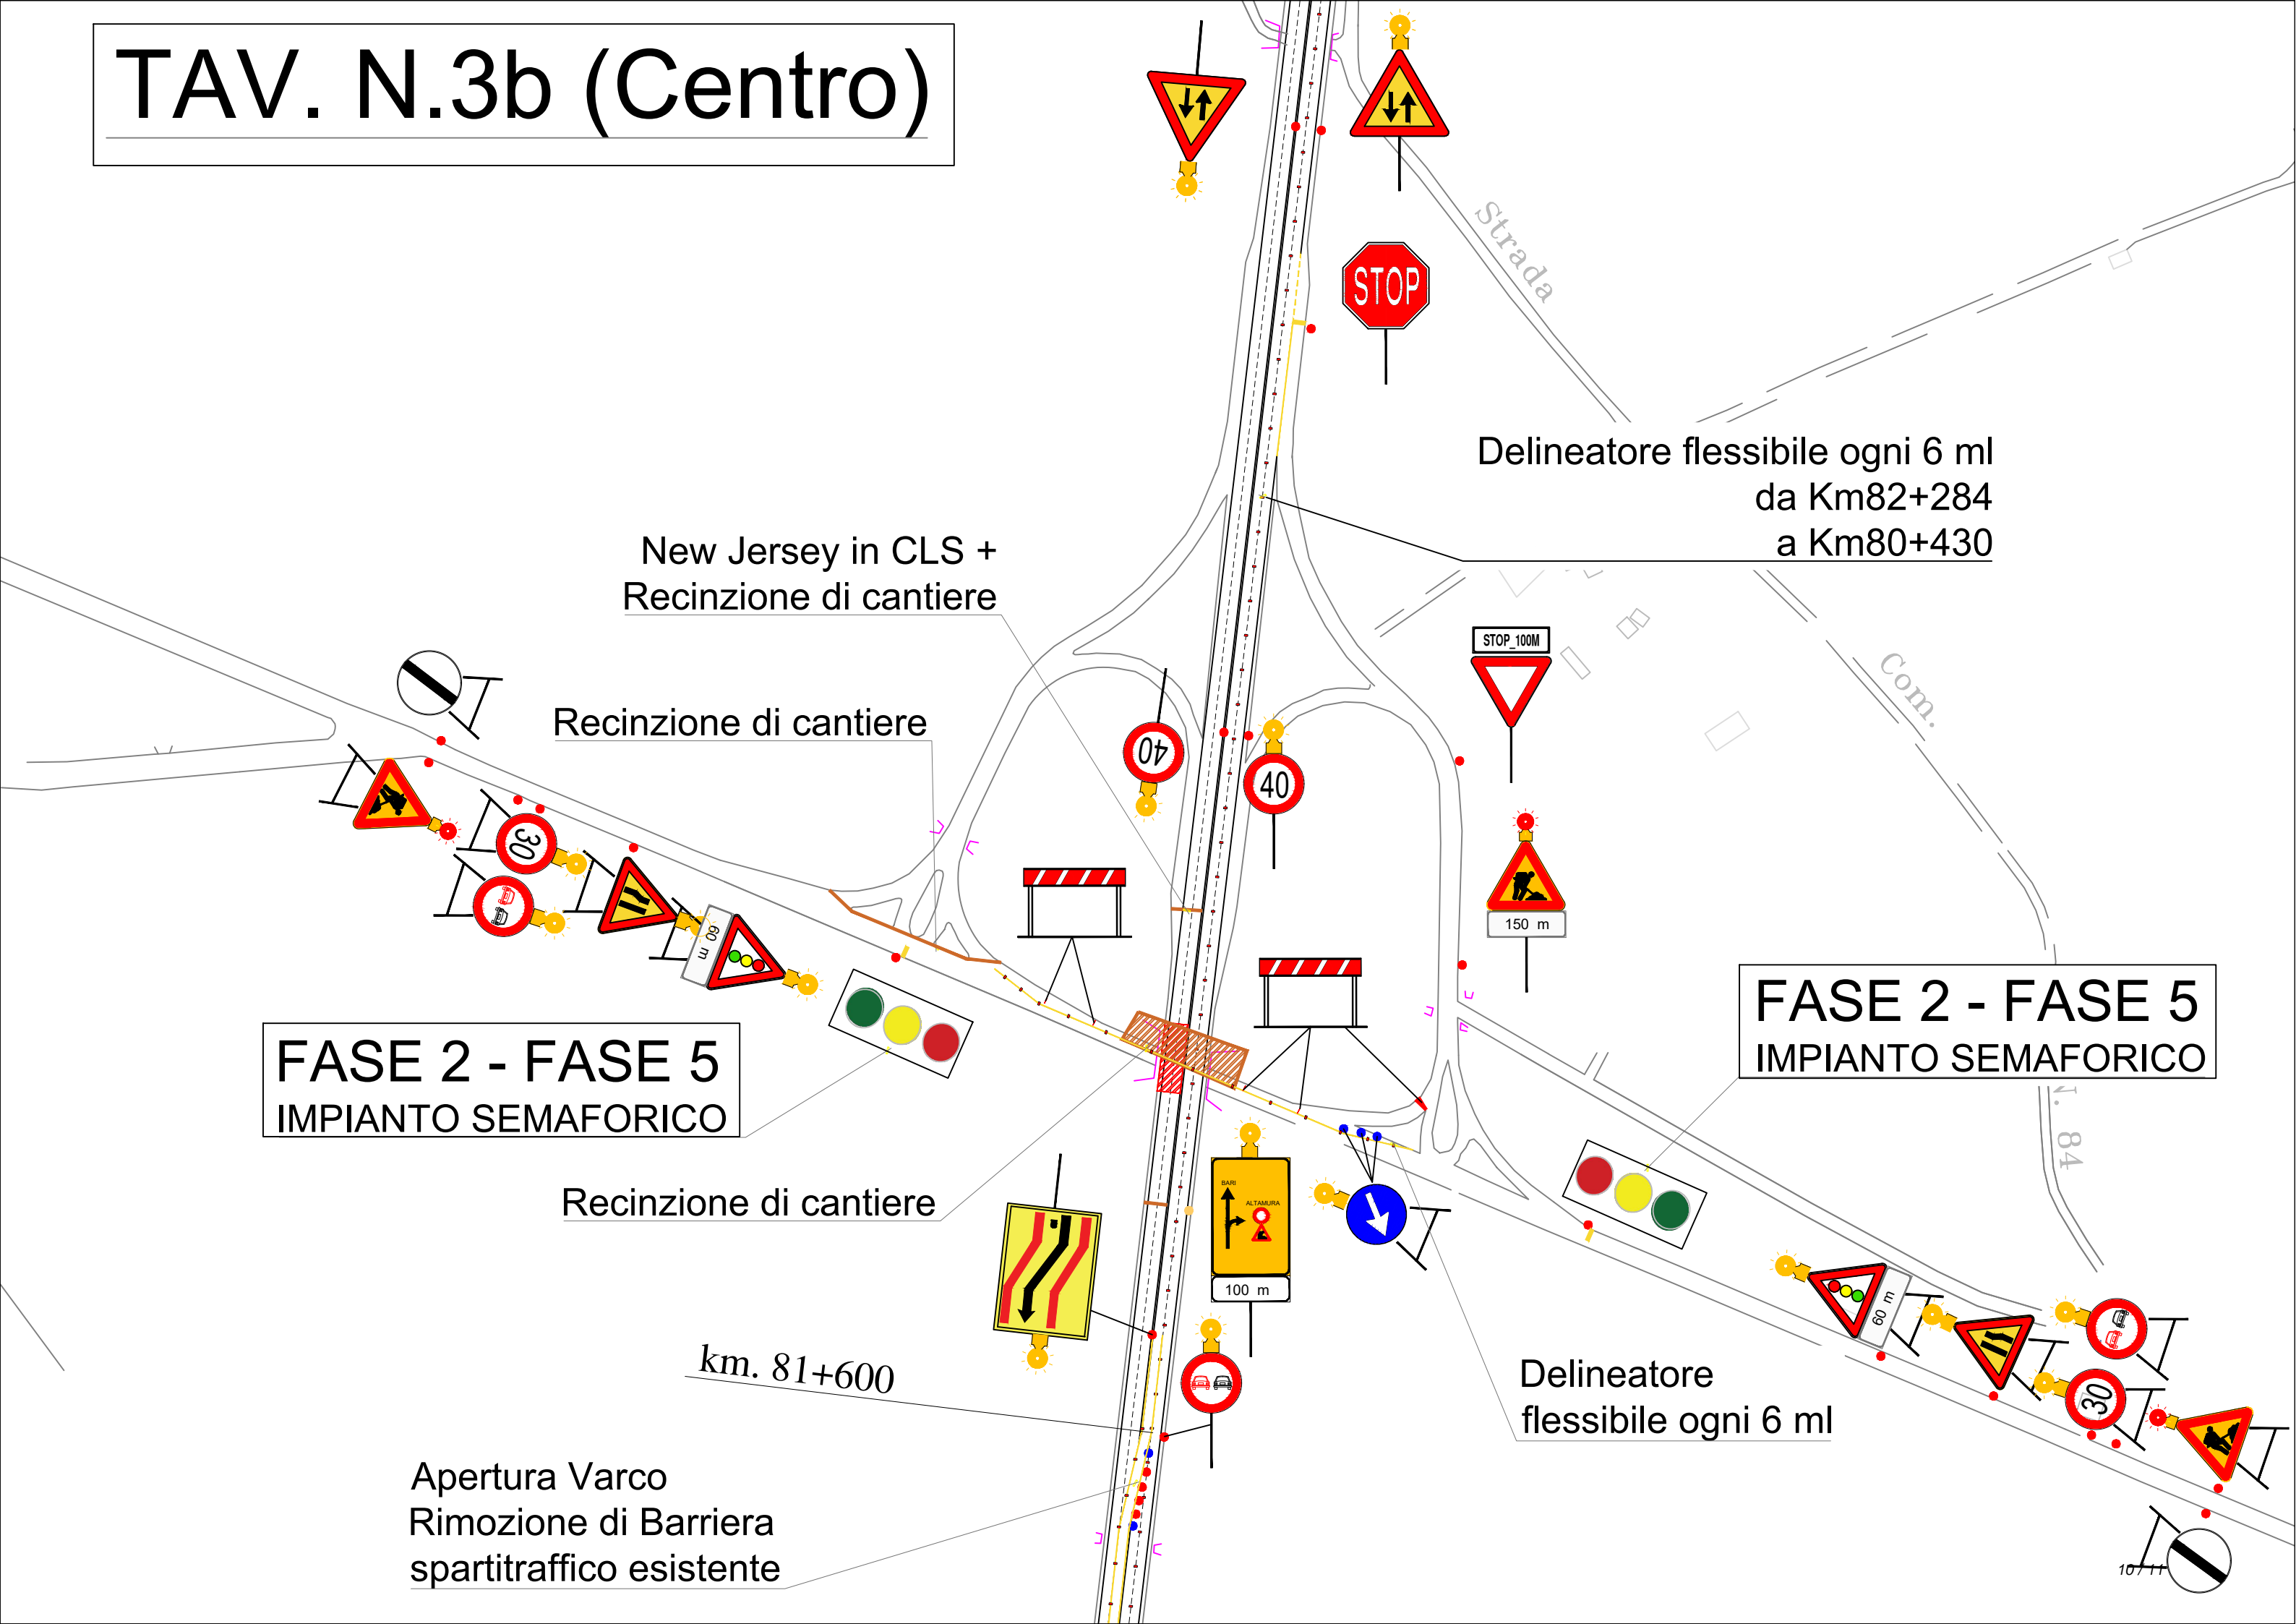 TAV. N.3b (Centro)
Strada
STOP
Delineatore flessibile ogni 6 ml
da Km82+284
a Km80+430
New Jersey in CLS +
Recinzione di cantiere
STOP_100M
Com.
Recinzione di cantiere
40
40
30
150 m
60 m
FASE 2 - FASE 5
IMPIANTO SEMAFORICO
FASE 2 - FASE 5
IMPIANTO SEMAFORICO
84
Recinzione di cantiere
BARI
ALTAMURA
100 m
60 m
30
km. 81+600
Delineatore
flessibile ogni 6 ml
Apertura Varco
Rimozione di Barriera
spartitraffico esistente
10 / 11